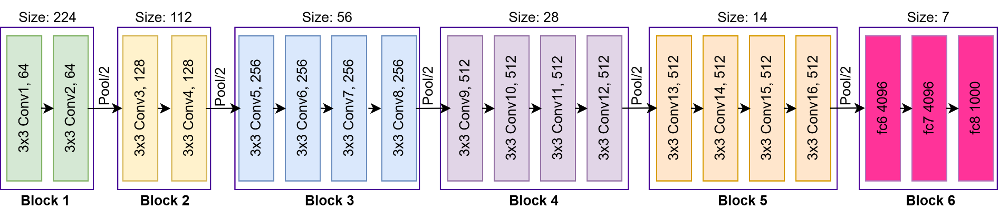 Size: 224
3x3 Conv1, 64
3x3 Conv2, 64
Block 1
Pool/2
Size: 112
3x3 Conv3, 128
3x3 Conv4, 128
Block 2
Pool/2
Size: 56
3x3 Conv5, 256
3x3 Conv6, 256
3x3 Conv7, 256
3x3 Conv8, 256
Block 3
Pool/2
Size: 28
3x3 Conv9, 512
3x3 Conv10, 512
3x3 Conv11, 512
3x3 Conv12, 512
Block 4
Pool/2
Size: 14
3x3 Conv13, 512
3x3 Conv14, 512
3x3 Conv15, 512
3x3 Conv16, 512
Block 5
Pool/2
Size: 7
fc6 4096
fc7 4096
fc8 1000
Block 6